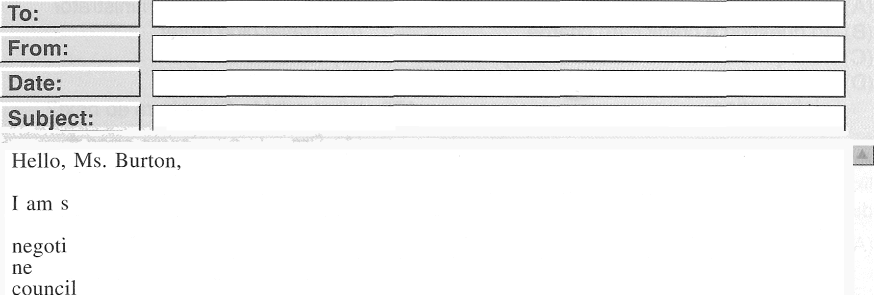 To:
From:
Date:
Subject:
Hello, Ms. Burton,
I am s
negoti
ne
council